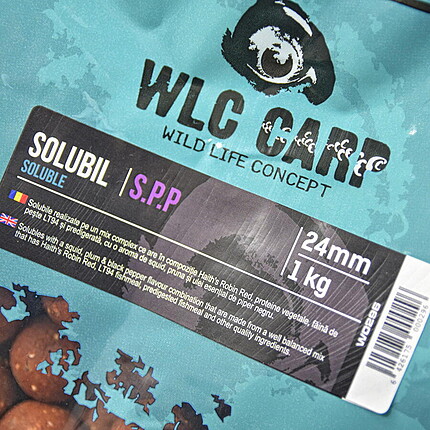 WLC CARP
WILD LIFE CONCEPT
SOLUBIL
SOLUBLE
S.P.P
24mm
1 kg
Solubile realizate pe un mix complex ce are în compoziție Haith's Robin Red, proteine vegetale, făină de
pește LT94 și predigerată, cu o aromă de squid, prună și ulei esențial de piper negru.
Solubles with a squid, plum & black pepper flavour combination that are made from a well balanced mix
that has Haith's Robin Red, LT94 fishmeal, predigested fishmeal and other quality ingredients.
W0299